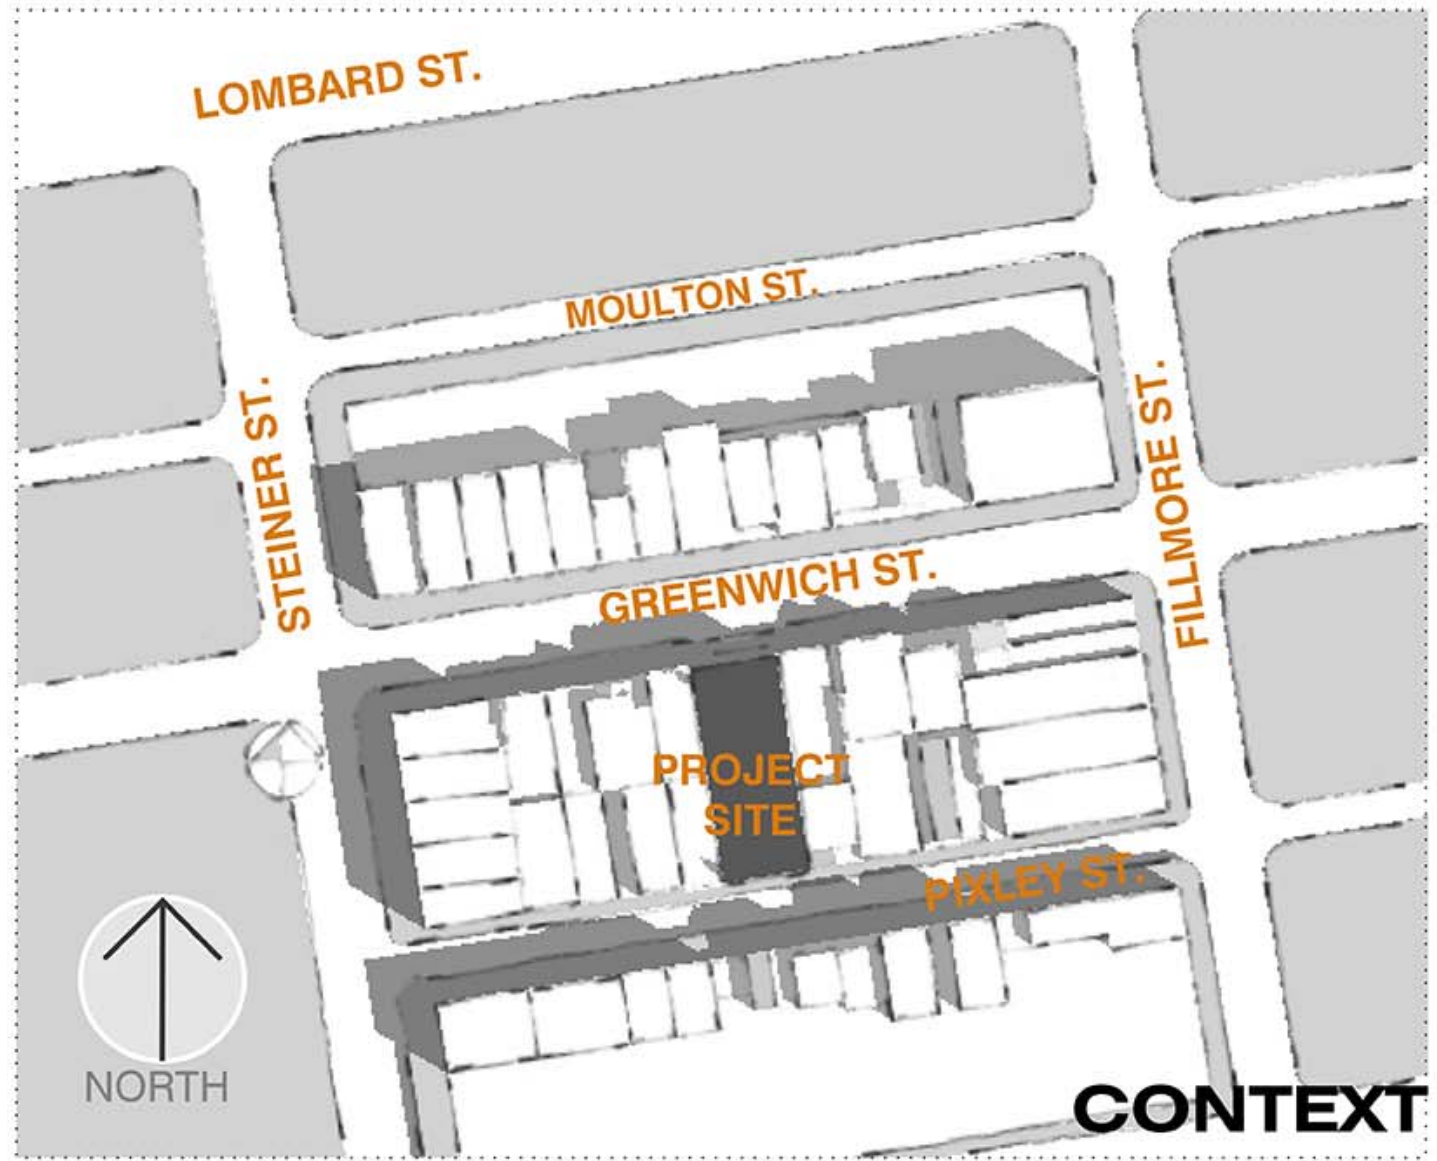 LOMBARD ST.
MOULTON ST.
STEINER ST.
FILLMORE ST.
GREENWICH ST.
PROJECT
SITE
PIXLEY ST.
NORTH
CONTEXT